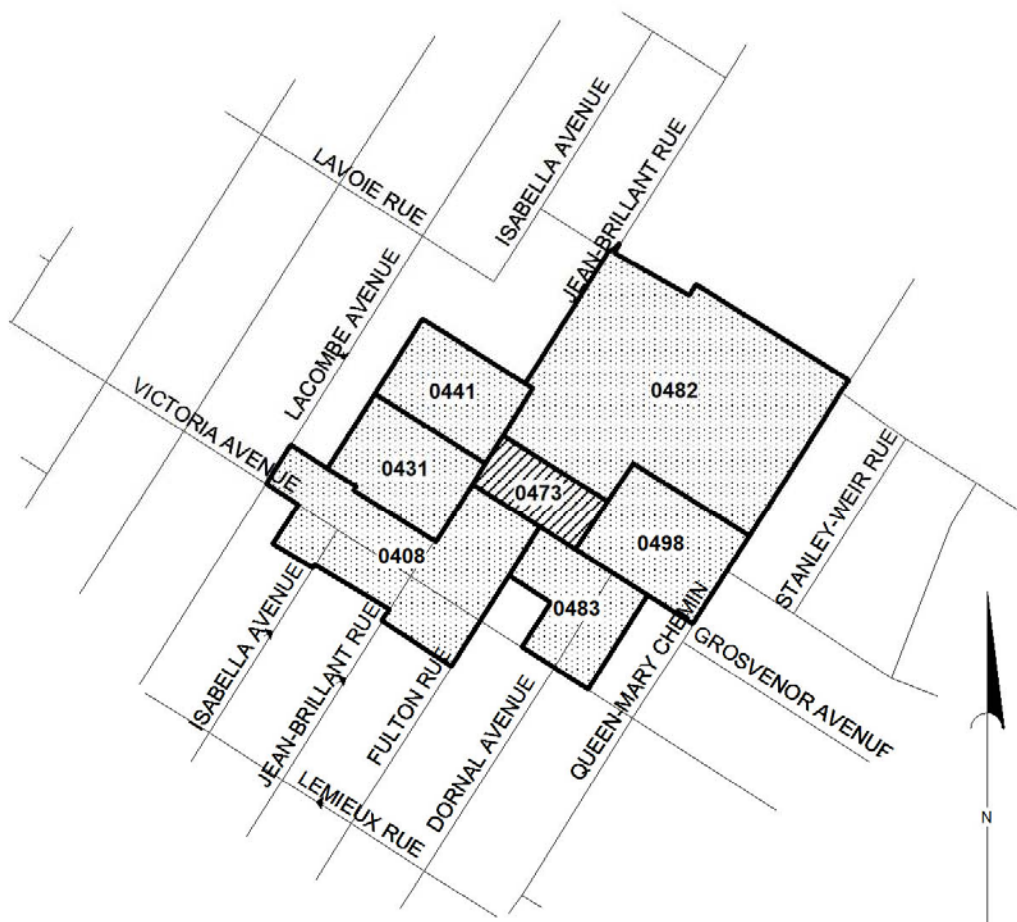 ISABELLA AVENUE
JEAN-BRILLANT RUE
LAVOIE RUE
LACOMBE AVENUE
VICTORIA AVENUE
0441
0482
0431
0473
0498
0408
0483
STANLEY-WEIR RUE
GROSVENOR AVENUE
QUEEN-MARY CHEMIN
ISABELLA AVENUE
JEAN-BRILLANT RUE
FULTON RUE
DORNAL AVENUE
LEMIEUX RUE
N